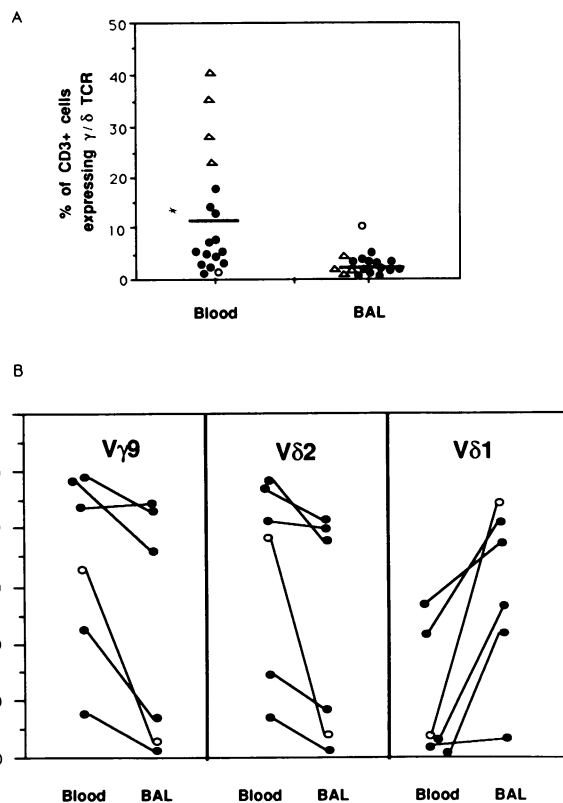 A
50
40
30
20
10
0
% of CD3+ cells
expressing γ/δ TCR
*
Blood BAL
B
Vγ9 Vδ2 Vδ1
Blood BAL Blood BAL Blood BAL